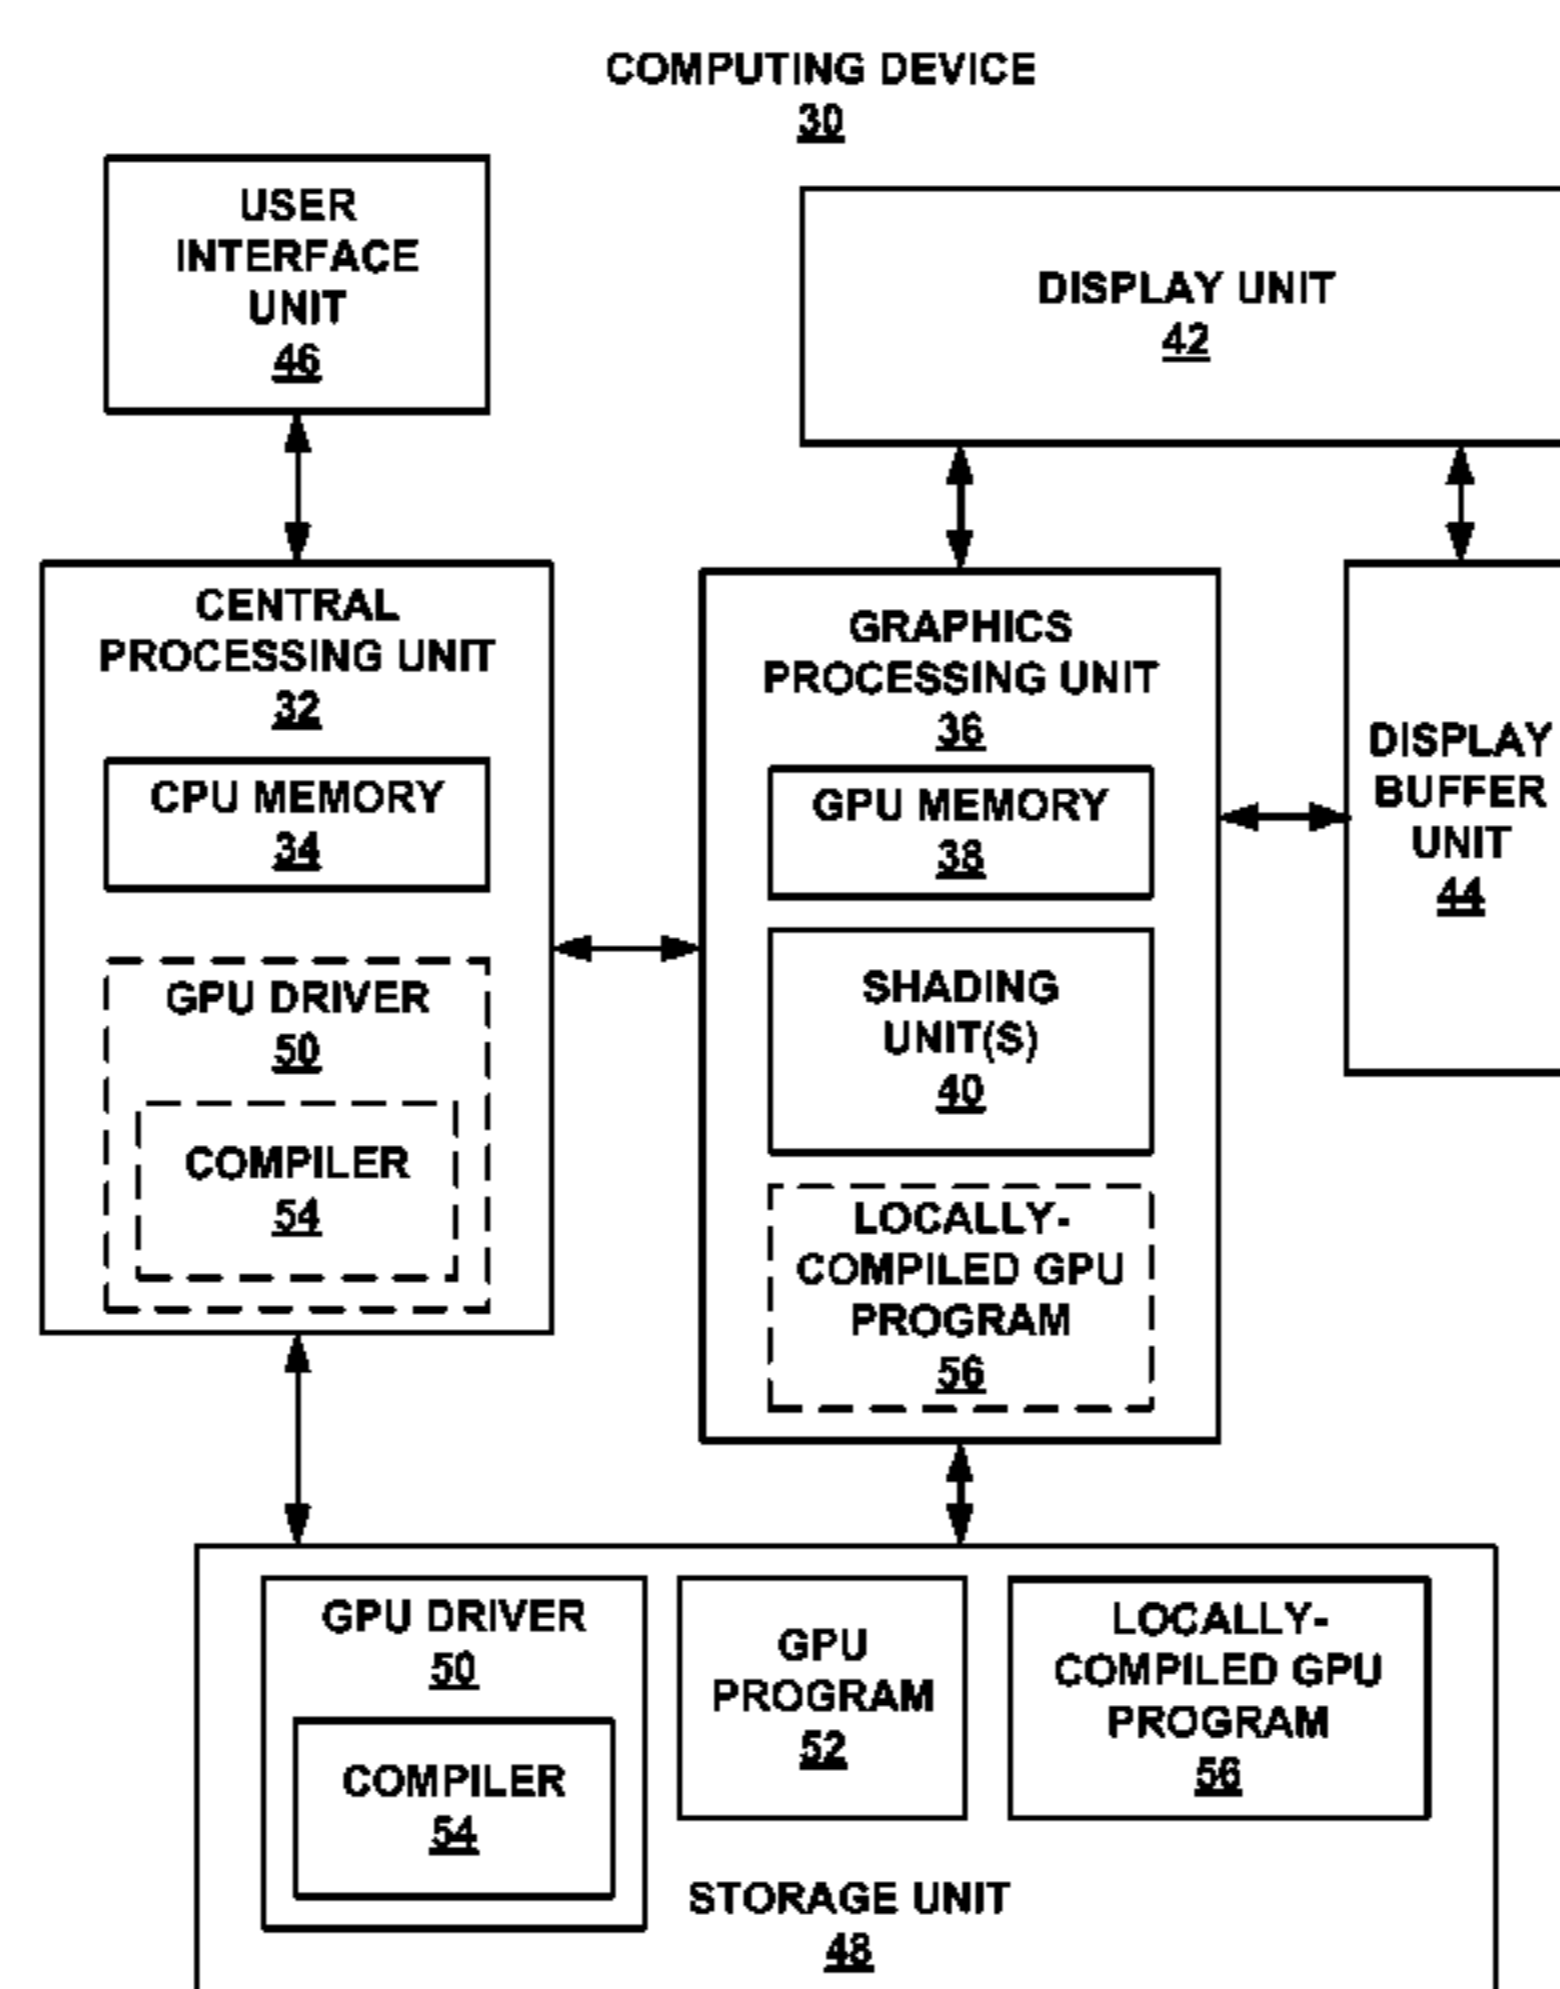 COMPUTING DEVICE
30
USER
INTERFACE
UNIT
46
DISPLAY UNIT
42
CENTRAL
PROCESSING UNIT
32
CPU MEMORY
34
GPU DRIVER
50
COMPILER
54
GRAPHICS
PROCESSING UNIT
36
GPU MEMORY
38
SHADING
UNIT(S)
40
LOCALLY-
COMPILED GPU
PROGRAM
56
DISPLAY
BUFFER
UNIT
44
GPU DRIVER
50
COMPILER
54
GPU
PROGRAM
52
LOCALLY-
COMPILED GPU
PROGRAM
56
STORAGE UNIT
48